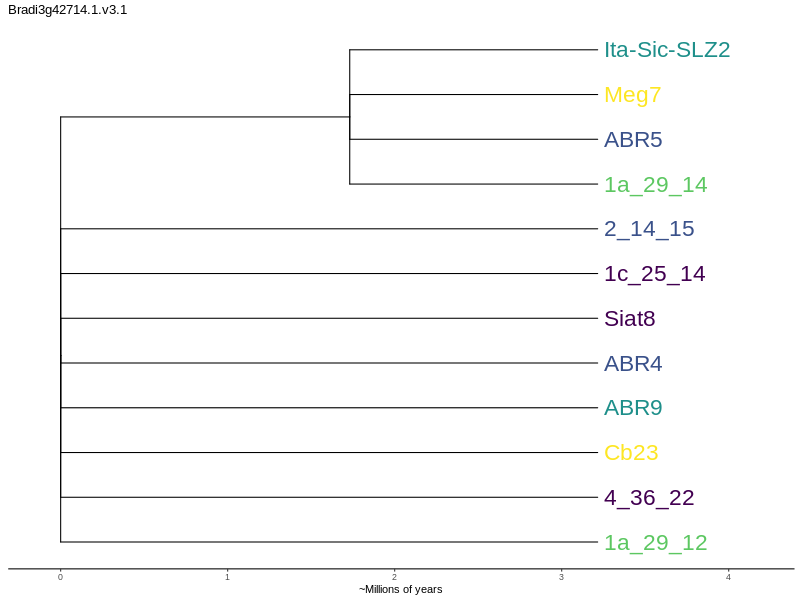 Bradi3g42714.1.v3.1
Ita-Sic-SLZ2
Meg7
ABR5
1a_29_14
2_14_15
1c_25_14
Siat8
ABR4
ABR9
Cb23
4_36_22
1a_29_12
0 1 2 3 4
~Millions of years